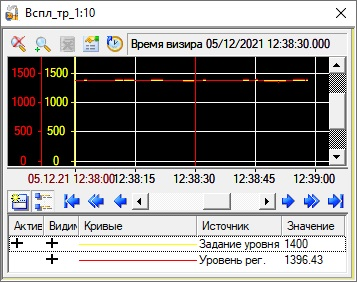 Вспл_тр_1:10
Время визира 05/12/2021 12:38:30.000
1500 1500
1000 1000
500 500
0 0
05.12.21 12:38:00 12:38:15 12:38:30 12:38:45 12:39:00
Актив Видим Кривые Источник Значение
Задание уровня 1400
Уровень рег. 1396.43